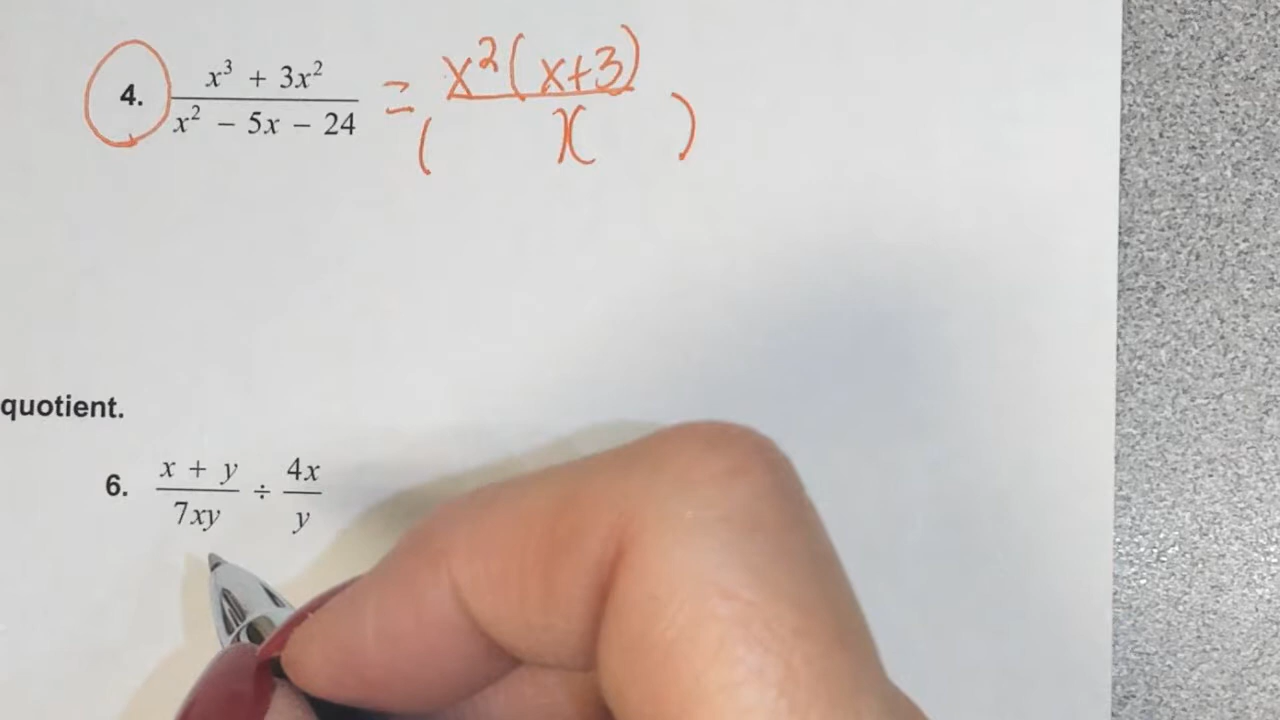 4. x³ + 3x² / x² − 5x − 24 = x²(x+3) / ( x )
quotient.
6. x + y / 7xy ÷ 4x / y